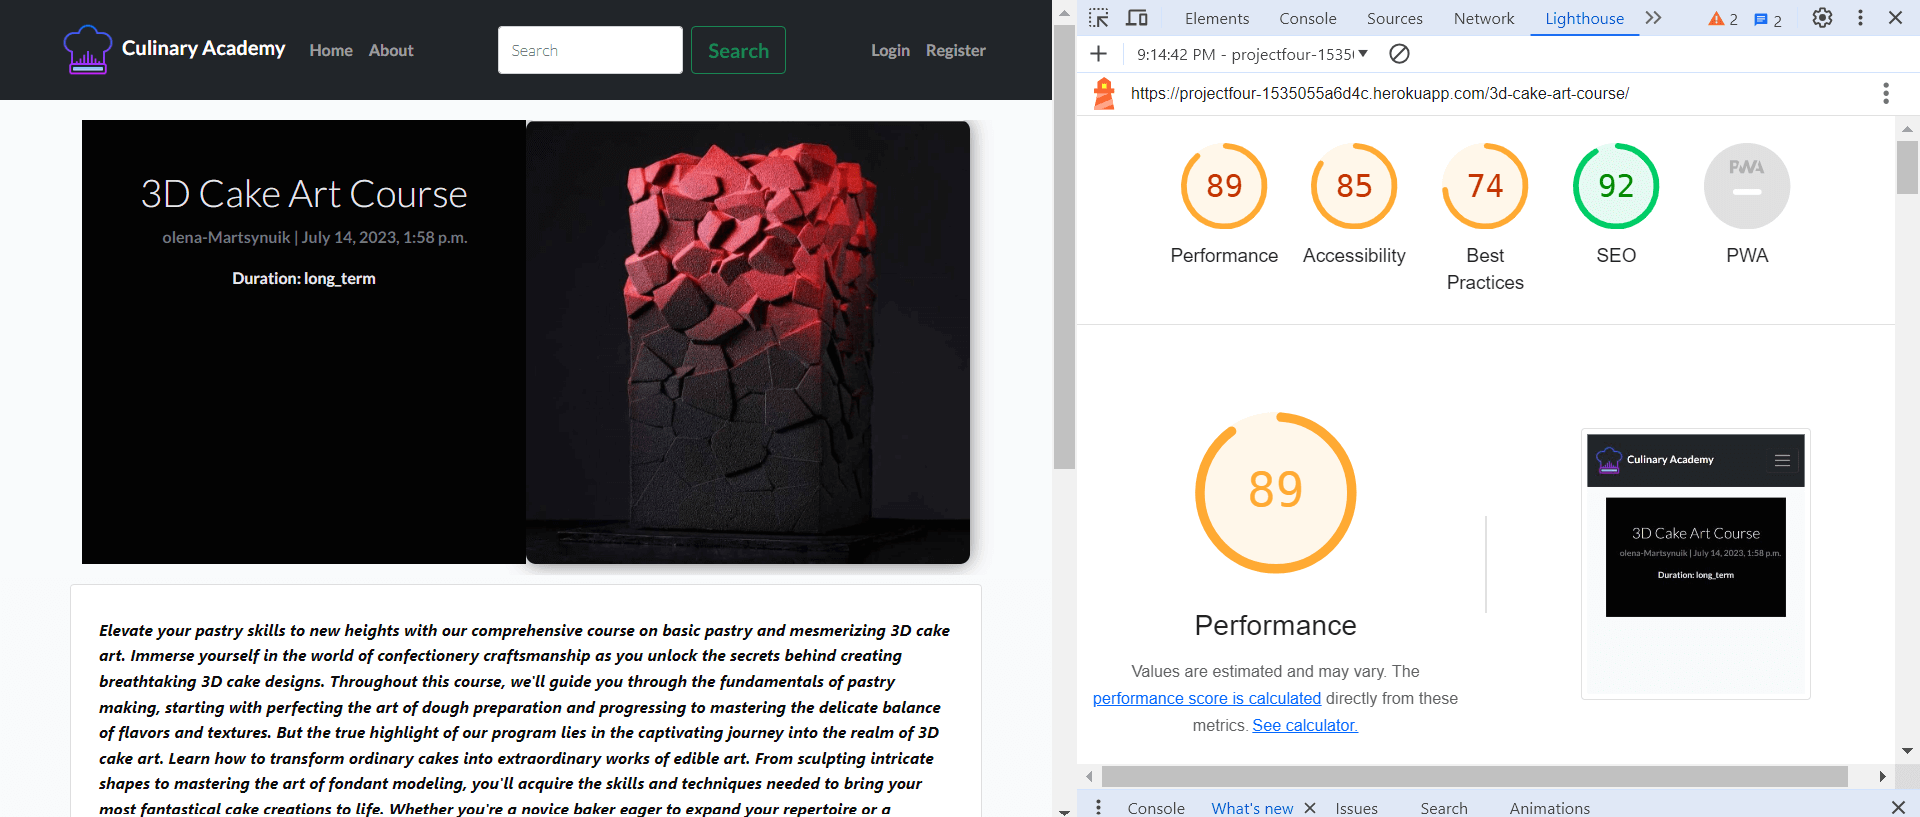 Culinary Academy
Home About
Search
Search
Login Register
3D Cake Art Course
olena-Martsynuik | July 14, 2023, 1:58 p.m.
Duration: long_term
Elevate your pastry skills to new heights with our comprehensive course on basic pastry and mesmerizing 3D cake
art. Immerse yourself in the world of confectionery craftsmanship as you unlock the secrets behind creating
breathtaking 3D cake designs. Throughout this course, we'll guide you through the fundamentals of pastry
making, starting with perfecting the art of dough preparation and progressing to mastering the delicate balance
of flavors and textures. But the true highlight of our program lies in the captivating journey into the realm of 3D
cake art. Learn how to transform ordinary cakes into extraordinary works of edible art. From sculpting intricate
shapes to mastering the art of fondant modeling, you'll acquire the skills and techniques needed to bring your
most fantastical cake creations to life. Whether you're a novice baker eager to expand your repertoire or a
Elements Console Sources Network Lighthouse 2 2
9:14:42 PM - projectfour-1535
https://projectfour-1535055a6d4c.herokuapp.com/3d-cake-art-course/
89 85 74 92 PWA
Performance Accessibility Best Practices SEO PWA
89
Performance
Values are estimated and may vary. The
performance score is calculated directly from these
metrics. See calculator.
Culinary Academy
3D Cake Art Course
olena-Martsynuik | July 14, 2023, 1:58 p.m.
Duration: long_term
Console What's new Issues Search Animations